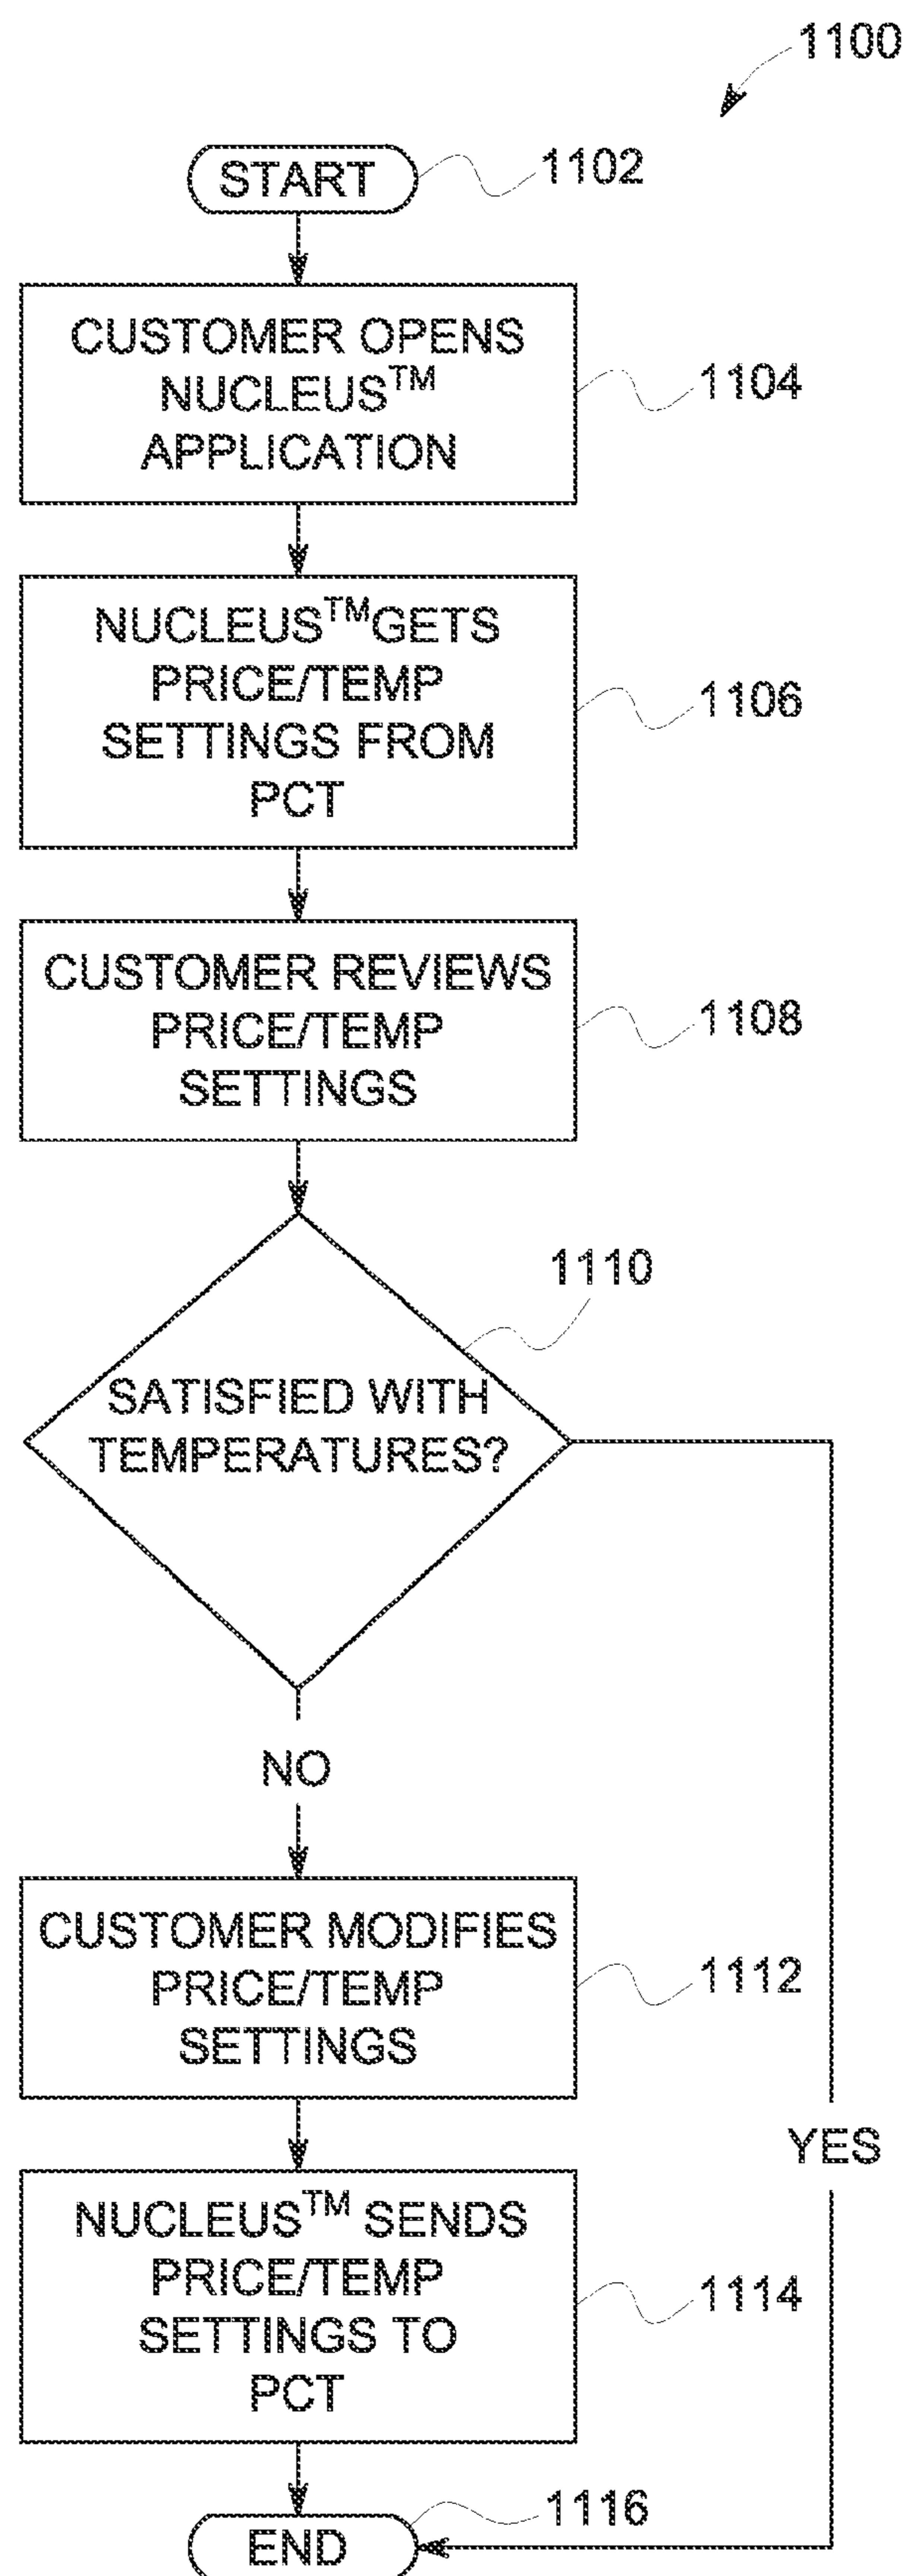 1100
START
1102
CUSTOMER OPENS
NUCLEUS™
APPLICATION
1104
NUCLEUS™GETS
PRICE/TEMP
SETTINGS FROM
PCT
1106
CUSTOMER REVIEWS
PRICE/TEMP
SETTINGS
1108
1110
SATISFIED WITH
TEMPERATURES?
NO
CUSTOMER MODIFIES
PRICE/TEMP
SETTINGS
1112
YES
NUCLEUS™ SENDS
PRICE/TEMP
SETTINGS TO
PCT
1114
1116
END